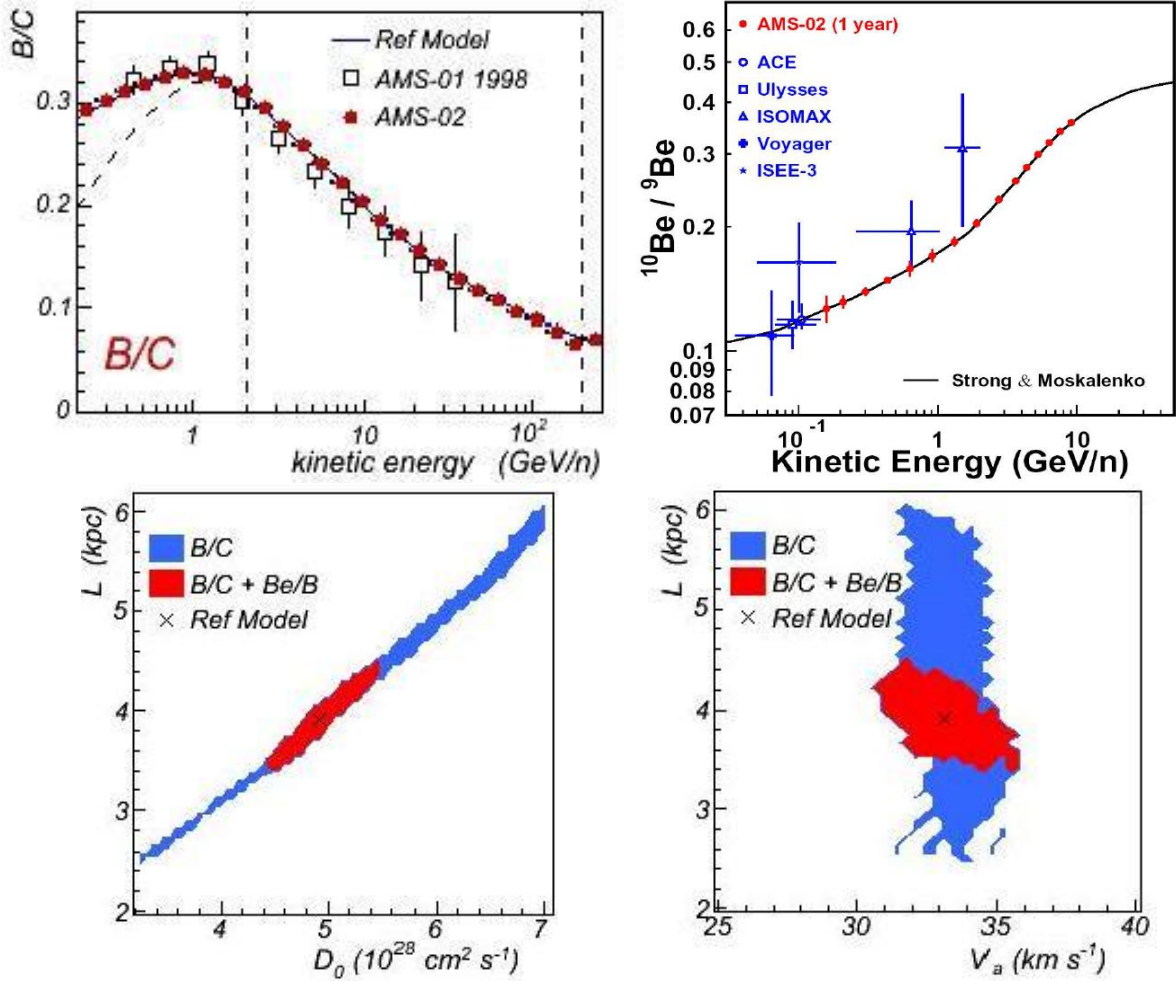 B/C
Ref Model
AMS-01 1998
AMS-02
0.3
0.2
0.1
0
B/C
1
10
10²
kinetic energy (GeV/n)
¹⁰Be / ⁹Be
0.6
0.5
0.4
0.3
0.2
0.1
0.09
0.08
0.07
AMS-02 (1 year)
ACE
Ulysses
ISOMAX
Voyager
ISEE-3
Strong & Moskalenko
10⁻¹
1
10
Kinetic Energy (GeV/n)
L (kpc)
6
5
4
3
2
B/C
B/C + Be/B
Ref Model
4
5
6
7
D₀ (10²⁸ cm² s⁻¹)
L (kpc)
6
5
4
3
2
B/C
B/C + Be/B
Ref Model
25
30
35
40
Vₐ (km s⁻¹)